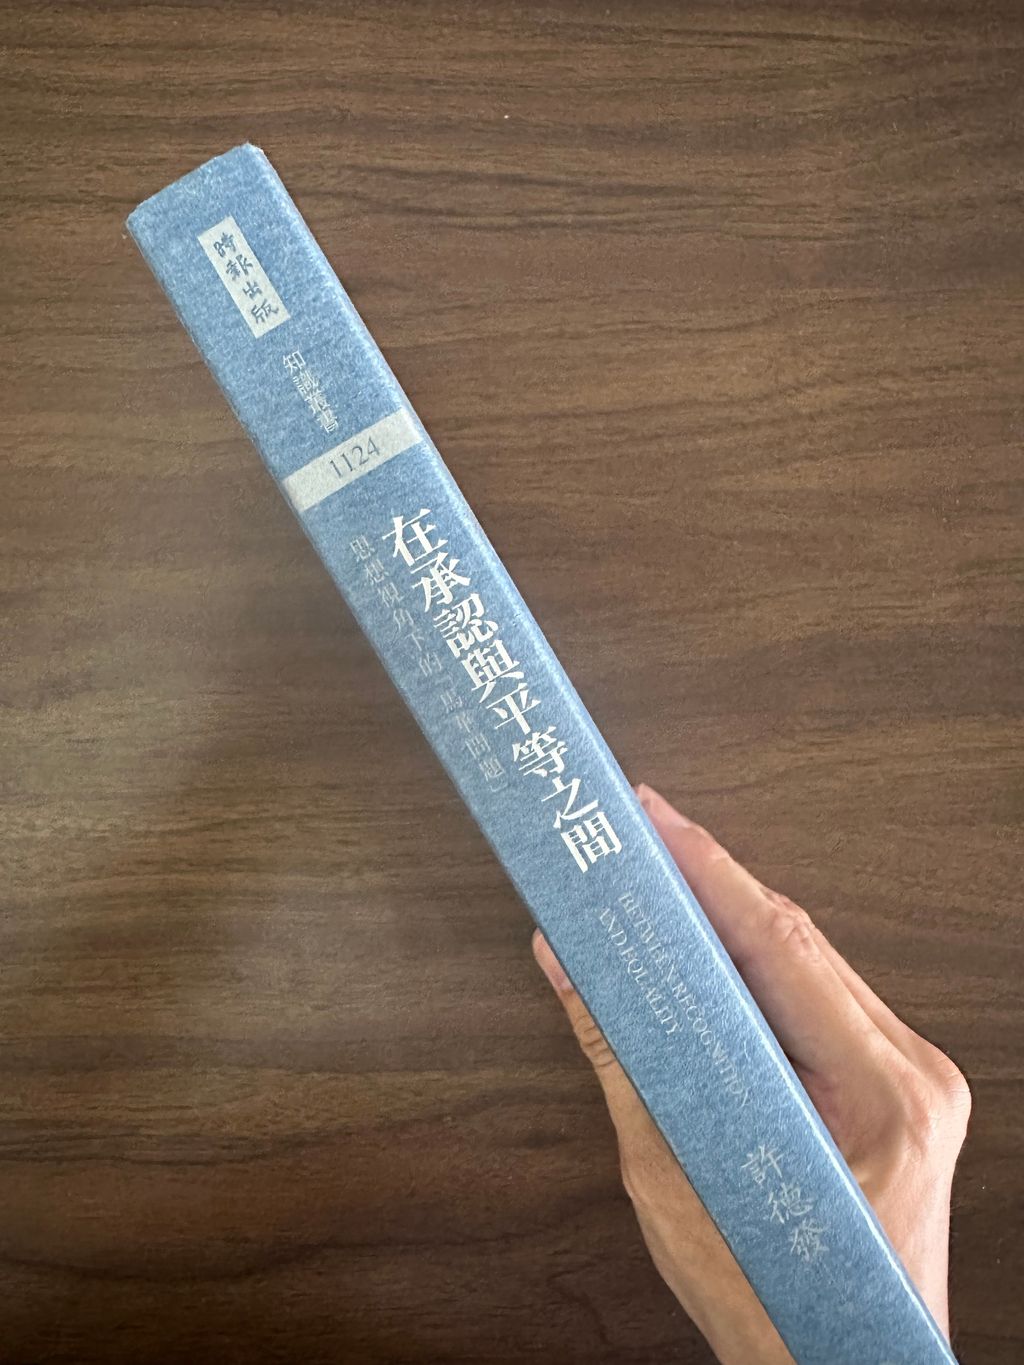 時報出版
知識叢書
1124
在承認與平等之間
思想視角下的「馬華問題」
BETWEEN RECOGNITION
AND EQUALITY
許德發